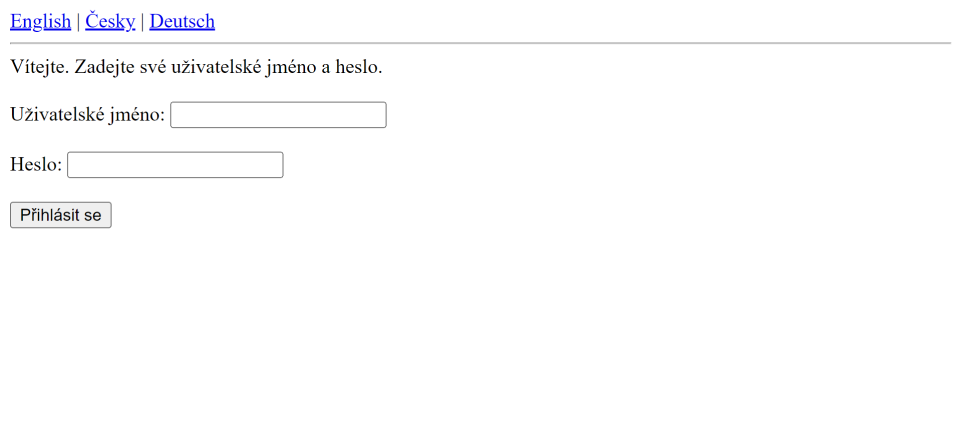 English | Česky | Deutsch
Vítejte. Zadejte své uživatelské jméno a heslo.
Uživatelské jméno:
Heslo:
Přihlásit se